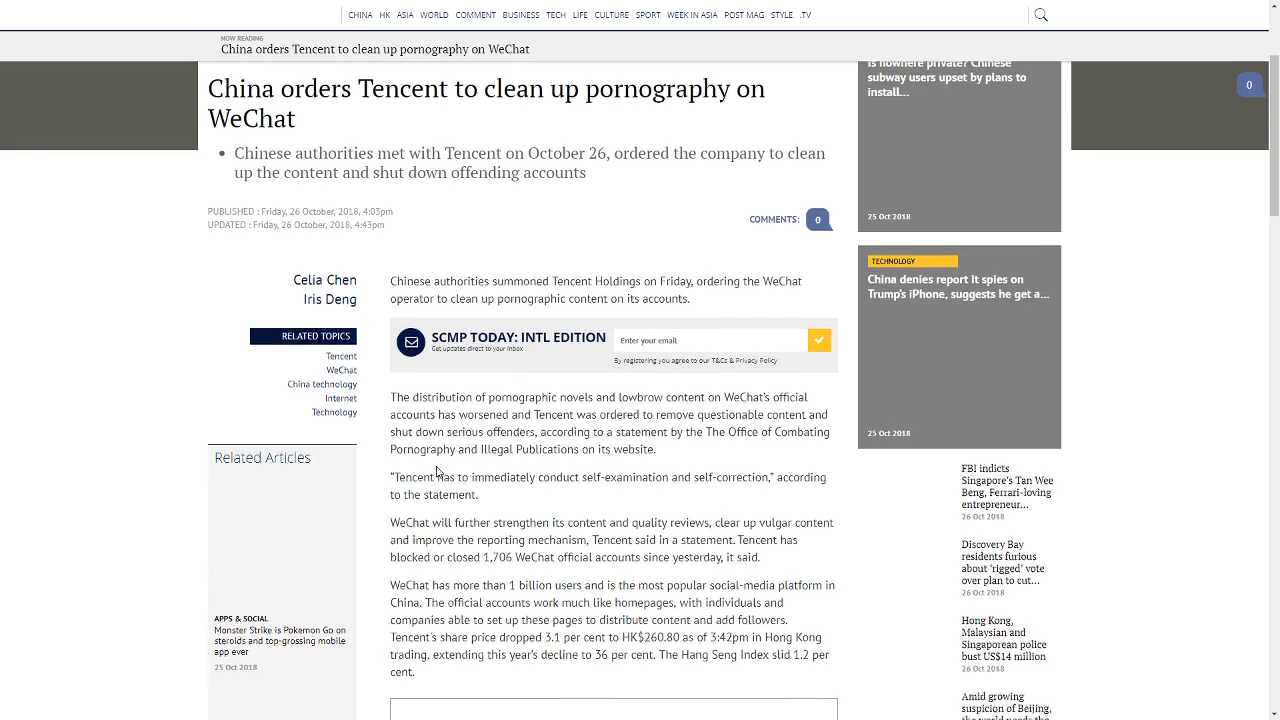 CHINA HK ASIA WORLD COMMENT BUSINESS TECH LIFE CULTURE SPORT WEEK IN ASIA POST MAG STYLE .TV
NOW READING
China orders Tencent to clean up pornography on WeChat
China orders Tencent to clean up pornography on
WeChat
• Chinese authorities met with Tencent on October 26, ordered the company to clean
up the content and shut down offending accounts
PUBLISHED : Friday, 26 October, 2018, 4:03pm
UPDATED : Friday, 26 October, 2018, 4:43pm
COMMENTS: 0
Celia Chen
Iris Deng
RELATED TOPICS
Tencent
WeChat
China technology
Internet
Technology
Related Articles
APPS & SOCIAL
Monster Strike is Pokemon Go on
steroids and top-grossing mobile
app ever
25 Oct 2018
Chinese authorities summoned Tencent Holdings on Friday, ordering the WeChat
operator to clean up pornographic content on its accounts.
SCMP TODAY: INTL EDITION
Get updates direct to your inbox
Enter your email
By registering you agree to our T&Cs & Privacy Policy
The distribution of pornographic novels and lowbrow content on WeChat's official
accounts has worsened and Tencent was ordered to remove questionable content and
shut down serious offenders, according to a statement by the The Office of Combating
Pornography and Illegal Publications on its website.
“Tencent has to immediately conduct self-examination and self-correction,” according
to the statement.
WeChat will further strengthen its content and quality reviews, clear up vulgar content
and improve the reporting mechanism, Tencent said in a statement. Tencent has
blocked or closed 1,706 WeChat official accounts since yesterday, it said.
WeChat has more than 1 billion users and is the most popular social-media platform in
China. The official accounts work much like homepages, with individuals and
companies able to set up these pages to distribute content and add followers.
Tencent's share price dropped 3.1 per cent to HK$260.80 as of 3:42pm in Hong Kong
trading, extending this year's decline to 36 per cent. The Hang Seng Index slid 1.2 per
cent.
is nowhere private? Chinese
subway users upset by plans to
install...
25 Oct 2018
TECHNOLOGY
China denies report it spies on
Trump's iPhone, suggests he get a...
25 Oct 2018
FBI indicts
Singapore's Tan Wee
Beng, Ferrari-loving
entrepreneur...
26 Oct 2018
Discovery Bay
residents furious
about ‘rigged’ vote
over plan to cut...
26 Oct 2018
Hong Kong,
Malaysian and
Singaporean police
bust US$14 million
26 Oct 2018
Amid growing
suspicion of Beijing,
the world needs the
0